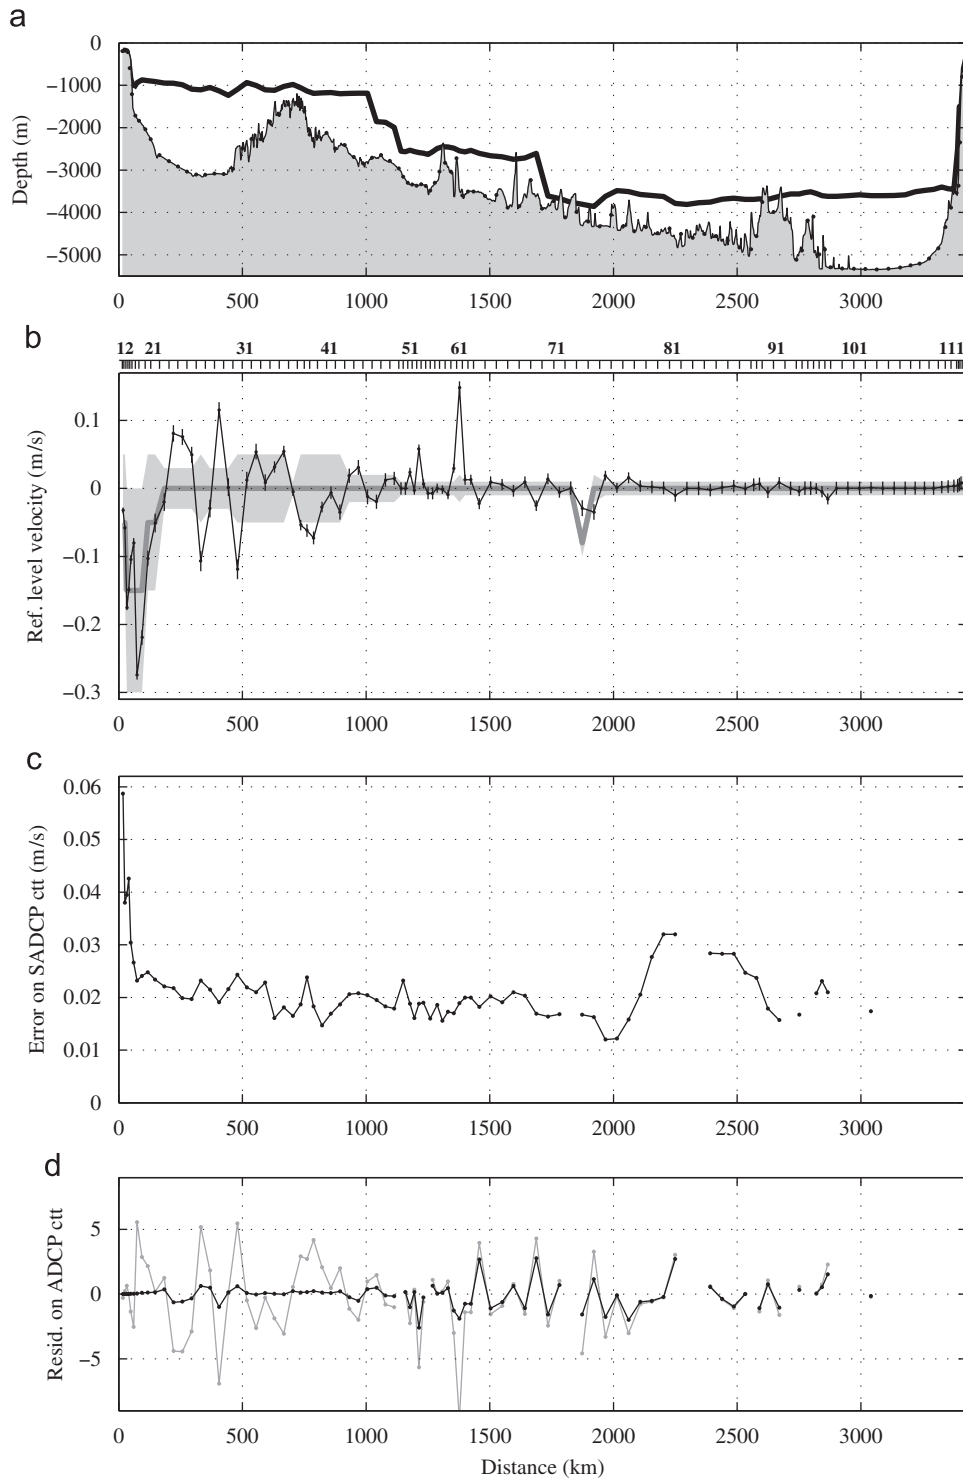 a
0
−1000
−2000
−3000
−4000
−5000
Depth (m)
0 500 1000 1500 2000 2500 3000
b
1 2 21 31 41 51 61 71 81 91 101 111
0.1
0
−0.1
−0.2
−0.3
Ref. level velocity (m/s)
0 500 1000 1500 2000 2500 3000
c
0.06
0.05
0.04
0.03
0.02
0.01
0
Error on SADCP ctt (m/s)
0 500 1000 1500 2000 2500 3000
d
5
0
−5
Resid. on ADCP ctt
0 500 1000 1500 2000 2500 3000
Distance (km)